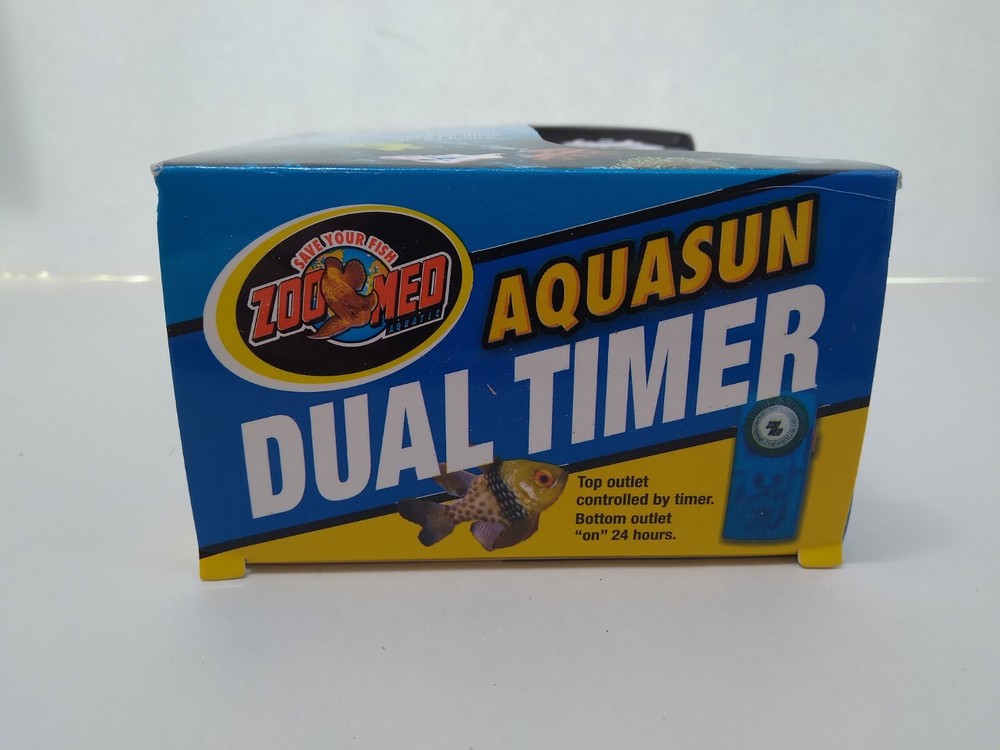 SAVE YOUR FISH
ZOO MED
AQUATIC
AQUASUN
DUAL TIMER
Top outlet
controlled by timer.
Bottom outlet
"on" 24 hours.